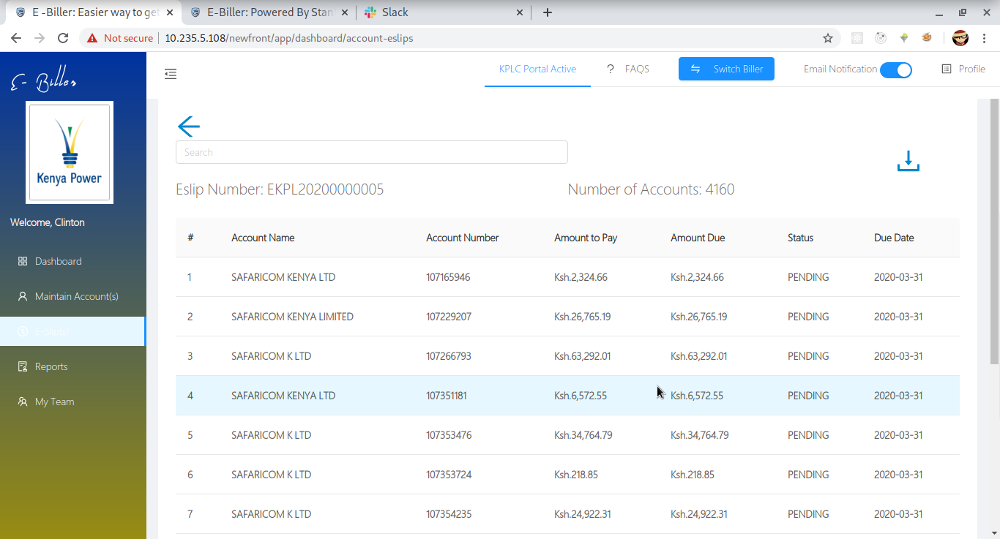 E -Biller: Easier way to get
E-Biller: Powered By Stan
Slack
Not secure
10.235.5.108/newfront/app/dashboard/account-eslips
E- Biller
Kenya Power
Welcome, Clinton
Dashboard
Maintain Account(s)
E-Slip(s)
Reports
My Team
KPLC Portal Active
? FAQS
Switch Biller
Email Notification
Profile
Search
Eslip Number: EKPL20200000005
Number of Accounts: 4160
# Account Name Account Number Amount to Pay Amount Due Status Due Date
1 SAFARICOM KENYA LTD 107165946 Ksh.2,324.66 Ksh.2,324.66 PENDING 2020-03-31
2 SAFARICOM KENYA LIMITED 107229207 Ksh.26,765.19 Ksh.26,765.19 PENDING 2020-03-31
3 SAFARICOM K LTD 107266793 Ksh.63,292.01 Ksh.63,292.01 PENDING 2020-03-31
4 SAFARICOM KENYA LTD 107351181 Ksh.6,572.55 Ksh.6,572.55 PENDING 2020-03-31
5 SAFARICOM K LTD 107353476 Ksh.34,764.79 Ksh.34,764.79 PENDING 2020-03-31
6 SAFARICOM K LTD 107353724 Ksh.218.85 Ksh.218.85 PENDING 2020-03-31
7 SAFARICOM K LTD 107354235 Ksh.24,922.31 Ksh.24,922.31 PENDING 2020-03-31